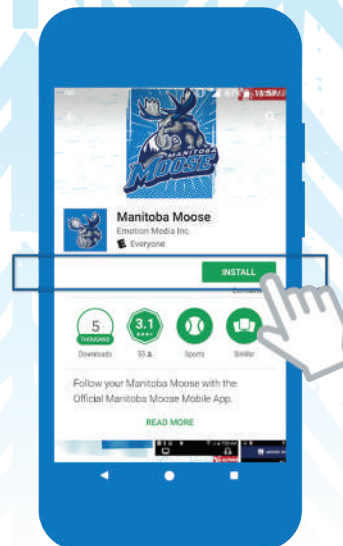 MANITOBA
MOOSE
Manitoba Moose
Emotion Media Inc.
Everyone
INSTALL
5
THOUSAND
3.1
Downloads
Sports
Similar
Follow your Manitoba Moose with the
Official Manitoba Moose Mobile App.
READ MORE